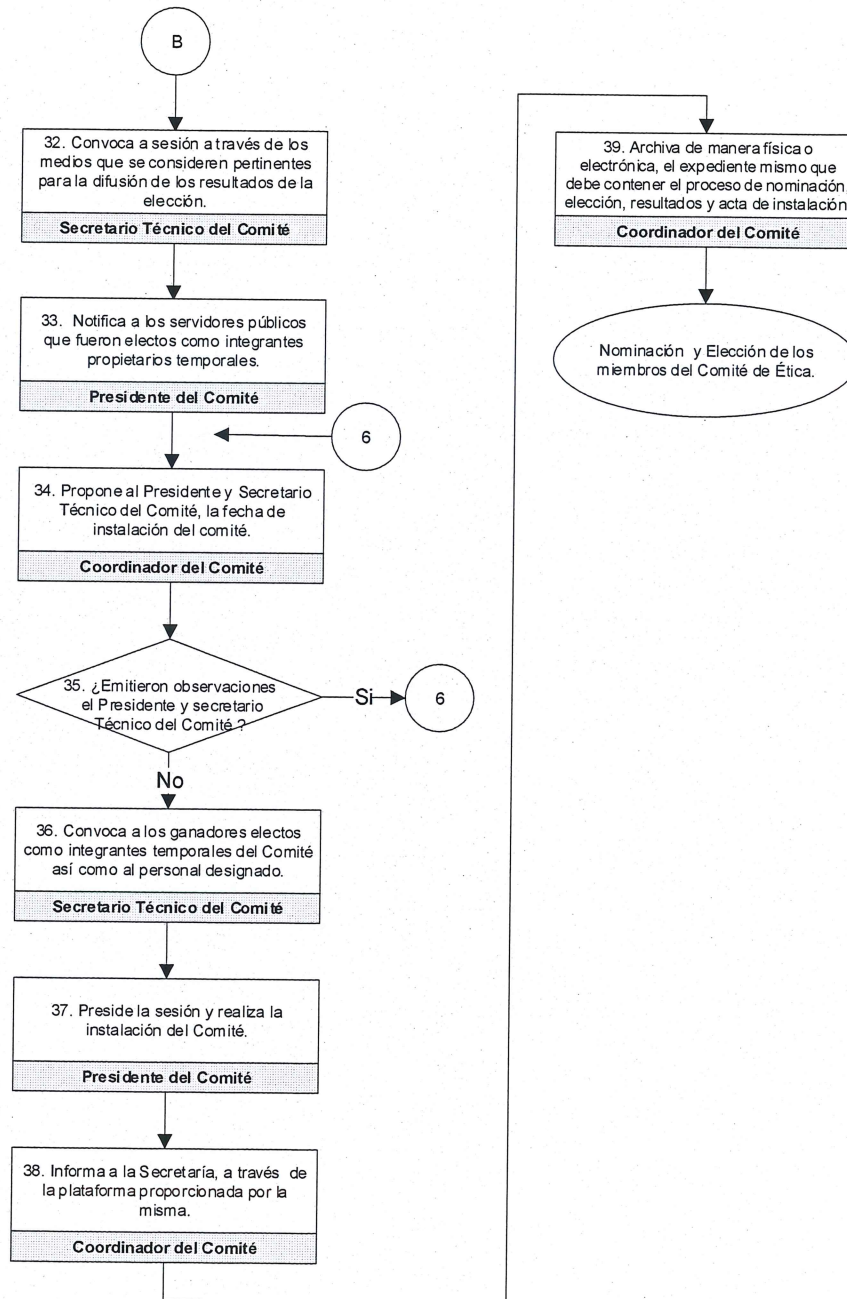 B
32. Convoca a sesión a través de los
medios que se consideren pertinentes
para la difusión de los resultados de la
elección.
Secretario Técnico del Comité
33. Notifica a los servidores públicos
que fueron electos como integrantes
propietarios temporales.
Presidente del Comité
6
34. Propone al Presidente y Secretario
Técnico del Comité, la fecha de
instalación del comité.
Coordinador del Comité
35. ¿Emitieron observaciones
el Presidente y secretario
Técnico del Comité ?
Si
6
No
36. Convoca a los ganadores electos
como integrantes temporales del Comité
así como al personal designado.
Secretario Técnico del Comité
37. Preside la sesión y realiza la
instalación del Comité.
Presidente del Comité
38. Informa a la Secretaría, a través de
la plataforma proporcionada por la
misma.
Coordinador del Comité
39. Archiva de manera física o
electrónica, el expediente mismo que
debe contener el proceso de nominación
elección, resultados y acta de instalación
Coordinador del Comité
Nominación y Elección de los
miembros del Comité de Ética.